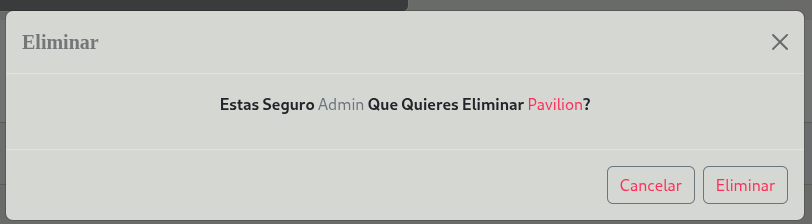 Eliminar
Estas Seguro Admin Que Quieres Eliminar Pavilion?
Cancelar
Eliminar